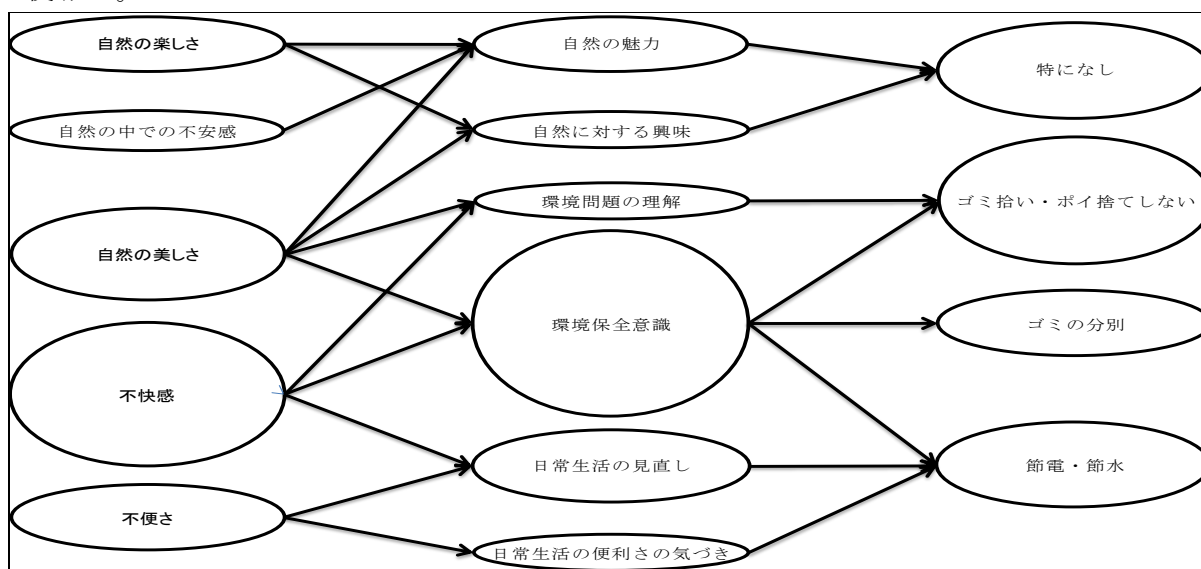 自然の楽しさ
自然の中での不安感
自然の美しさ
不快感
不便さ
自然の魅力
自然に対する興味
環境問題の理解
環境保全意識
日常生活の見直し
日常生活の便利さの気づき
特になし
ゴミ拾い・ポイ捨てしない
ゴミの分別
節電・節水